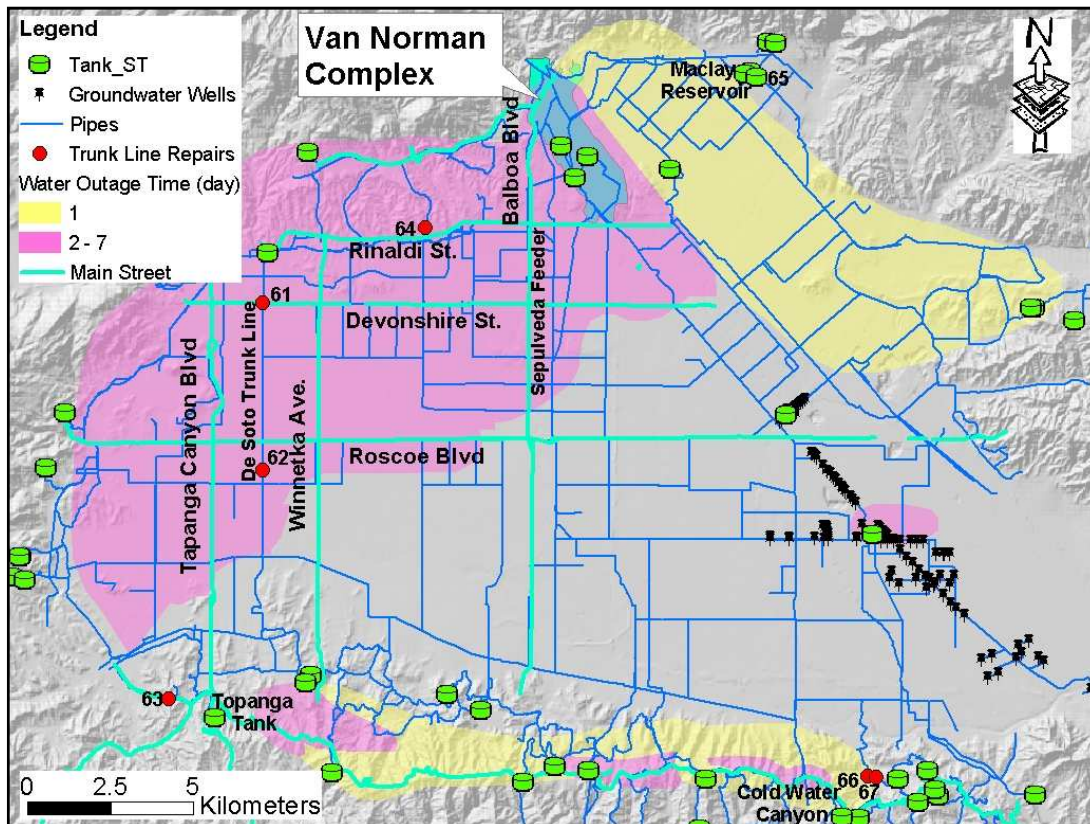 Legend
Tank_ST
Groundwater Wells
Pipes
Trunk Line Repairs
Water Outage Time (day)
1
2 - 7
Main Street
Van Norman
Complex
N
Maclay
Reservoir
65
Balboa Blvd
64
Rinaldi St.
61
Devonshire St.
Sepulveda Feeder
De Soto Trunk Line
Tapanga Canyon Blvd
Winnetka Ave.
62
Roscoe Blvd
63
Topanga
Tank
66
67
Cold Water
Canyon
0 2.5 5
Kilometers